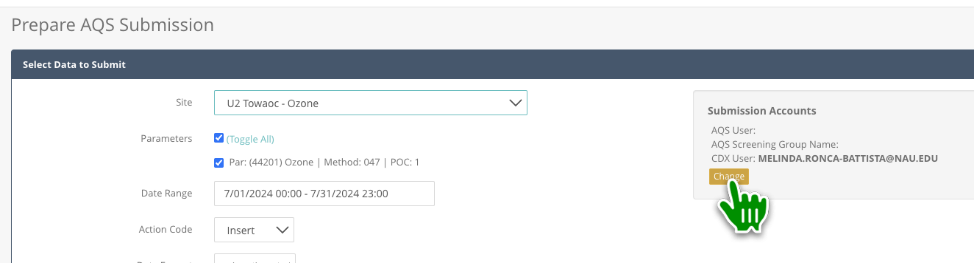 Prepare AQS Submission
Select Data to Submit
Site
U2 Towaoc - Ozone
Parameters
(Toggle All)
Par: (44201) Ozone | Method: 047 | POC: 1
Date Range
7/01/2024 00:00 - 7/31/2024 23:00
Action Code
Insert
Submission Accounts
AQS User:
AQS Screening Group Name:
CDX User: MELINDA.RONCA-BATTISTA@NAU.EDU
Change